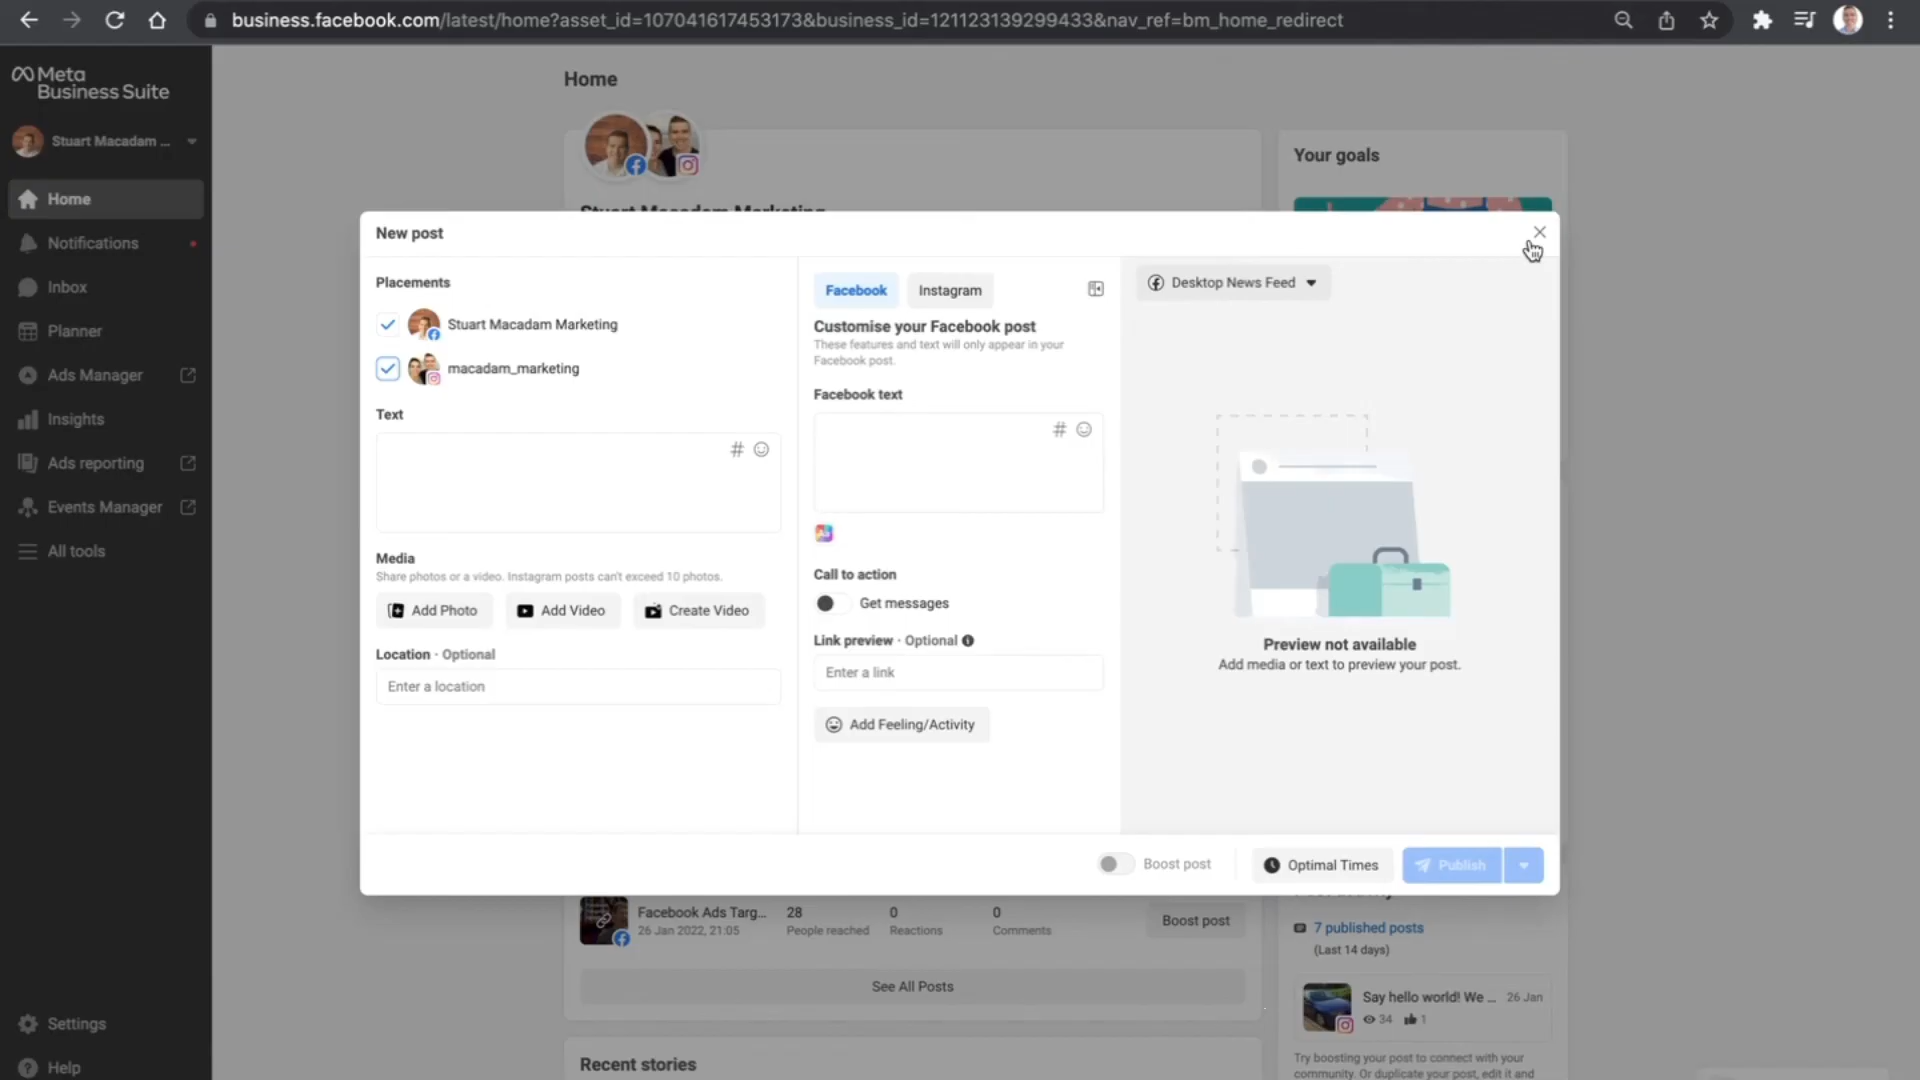 business.facebook.com/latest/home?asset_id=107041617453173&business_id=121123139299433&nav_ref=bm_home_redirect
Meta
Business Suite
Stuart Macadam ...
Home
Notifications
Inbox
Planner
Ads Manager
Insights
Ads reporting
Events Manager
All tools
Settings
Help
Home
Stuart Macadam Marketing
Your goals
New post
Placements
Stuart Macadam Marketing
macadam_marketing
Text
#
Media
Share photos or a video. Instagram posts can't exceed 10 photos.
Add Photo
Add Video
Create Video
Location · Optional
Enter a location
Facebook
Instagram
Customise your Facebook post
These features and text will only appear in your
Facebook post.
Facebook text
#
Call to action
Get messages
Link preview · Optional
Enter a link
Add Feeling/Activity
Desktop News Feed
Preview not available
Add media or text to preview your post.
Boost post
Optimal Times
Publish
Facebook Ads Targ...
26 Jan 2022, 21:05
28
People reached
0
Reactions
0
Comments
Boost post
See All Posts
Recent stories
7 published posts
(Last 14 days)
Say hello world! We ...
26 Jan
34
1
Try boosting your post to connect with your
community. Or duplicate your post, edit it and